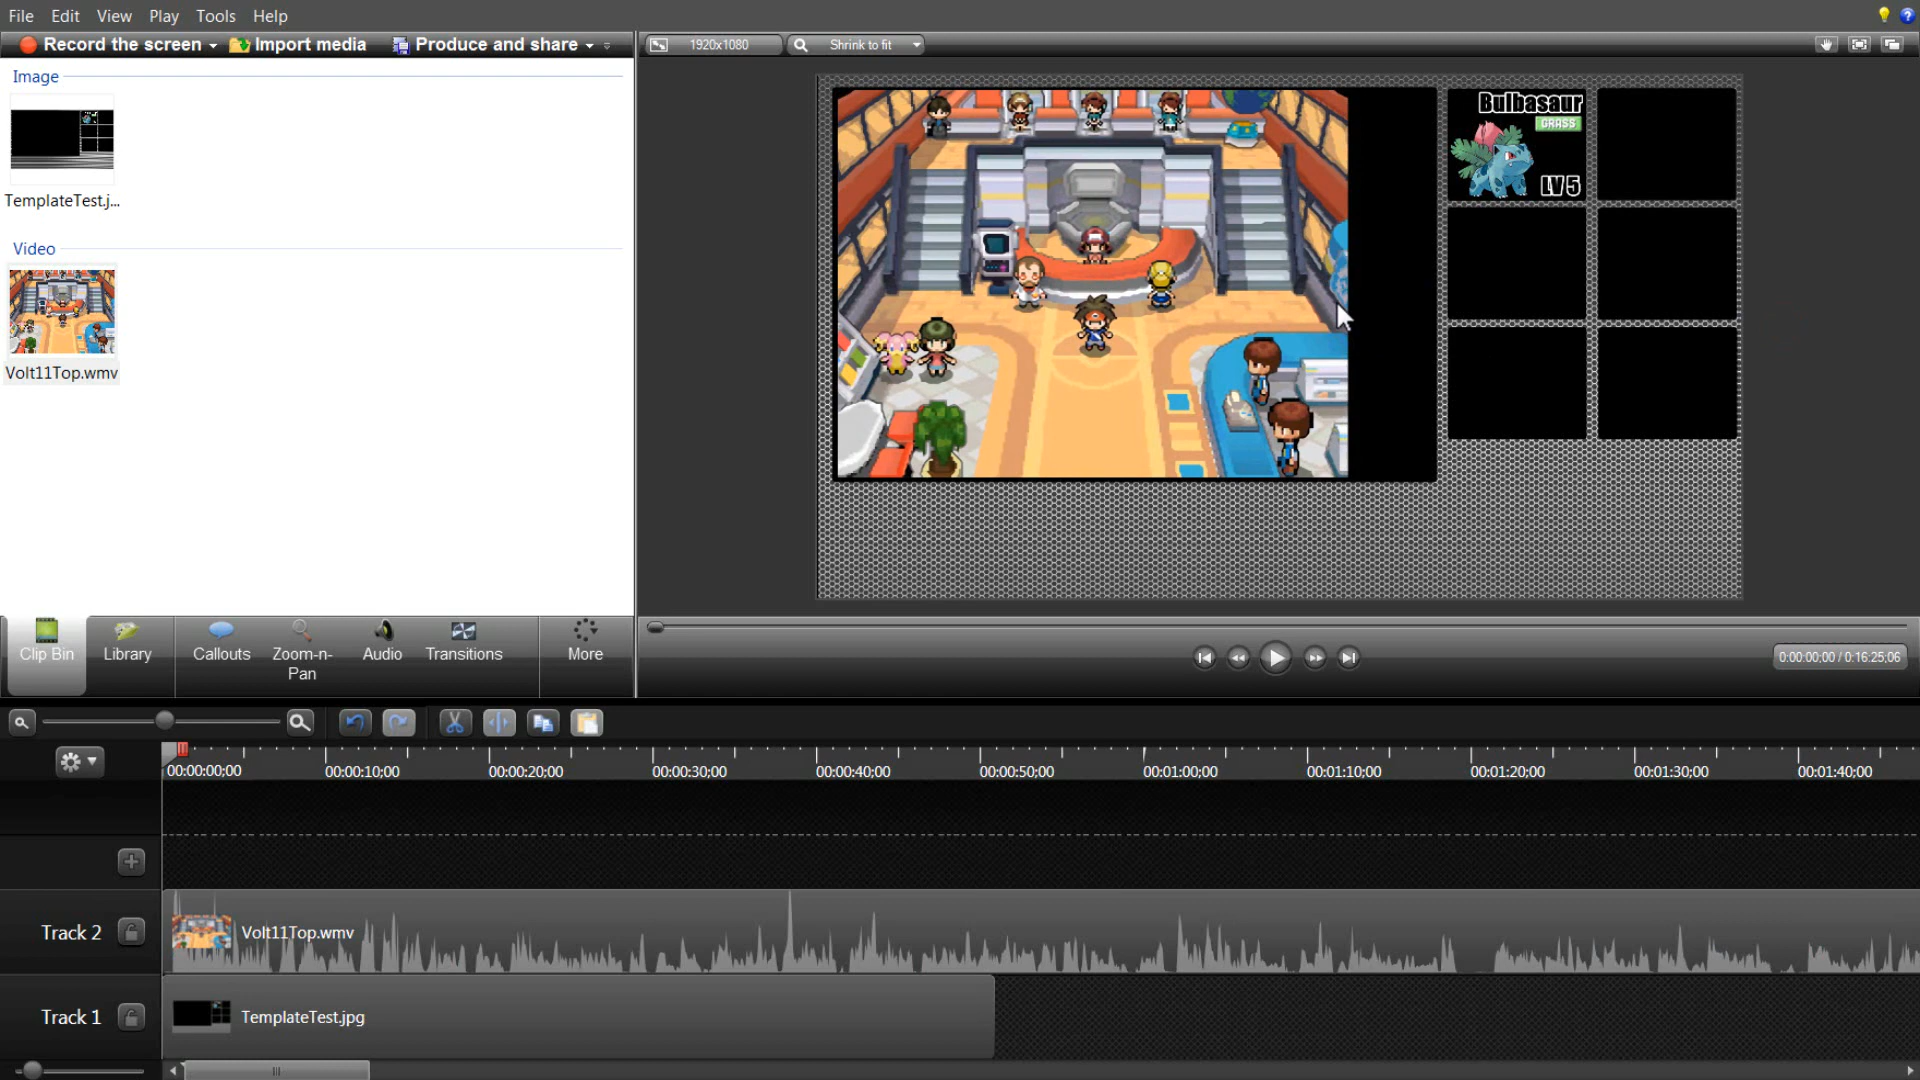 File Edit View Play Tools Help
Record the screen Import media Produce and share
1920x1080 Shrink to fit
Image
TemplateTest.j...
Video
Volt11Top.wmv
Bulbasaur
GRASS
LV5
Clip Bin Library Callouts Zoom-n-Pan Audio Transitions More
0:00:00;00 / 0:16:25;06
00:00:00;00 00:00:10;00 00:00:20;00 00:00:30;00 00:00:40;00 00:00:50;00 00:01:00;00 00:01:10;00 00:01:20;00 00:01:30;00 00:01:40;00
Track 2 Volt11Top.wmv
Track 1 TemplateTest.jpg